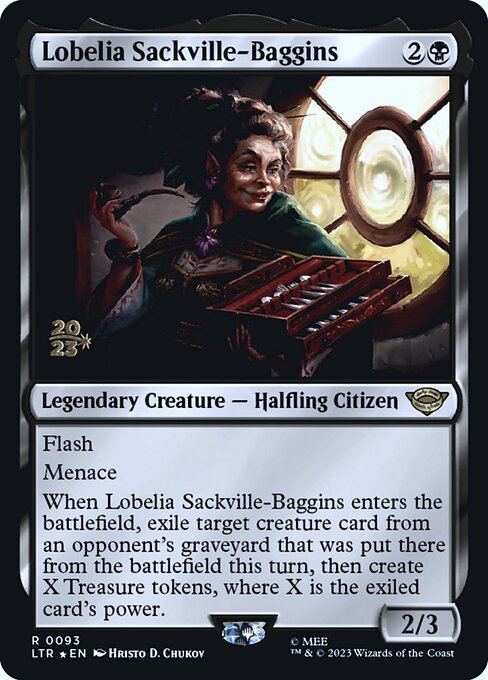 Lobelia Sackville-Baggins 2
20
23
Legendary Creature — Halfling Citizen
Flash
Menace
When Lobelia Sackville-Baggins enters the
battlefield, exile target creature card from
an opponent's graveyard that was put there
from the battlefield this turn, then create
X Treasure tokens, where X is the exiled
card's power.
2/3
R 0093
LTR ★ EN Hristo D. Chukov
© MEE
™ & © 2023 Wizards of the Coast